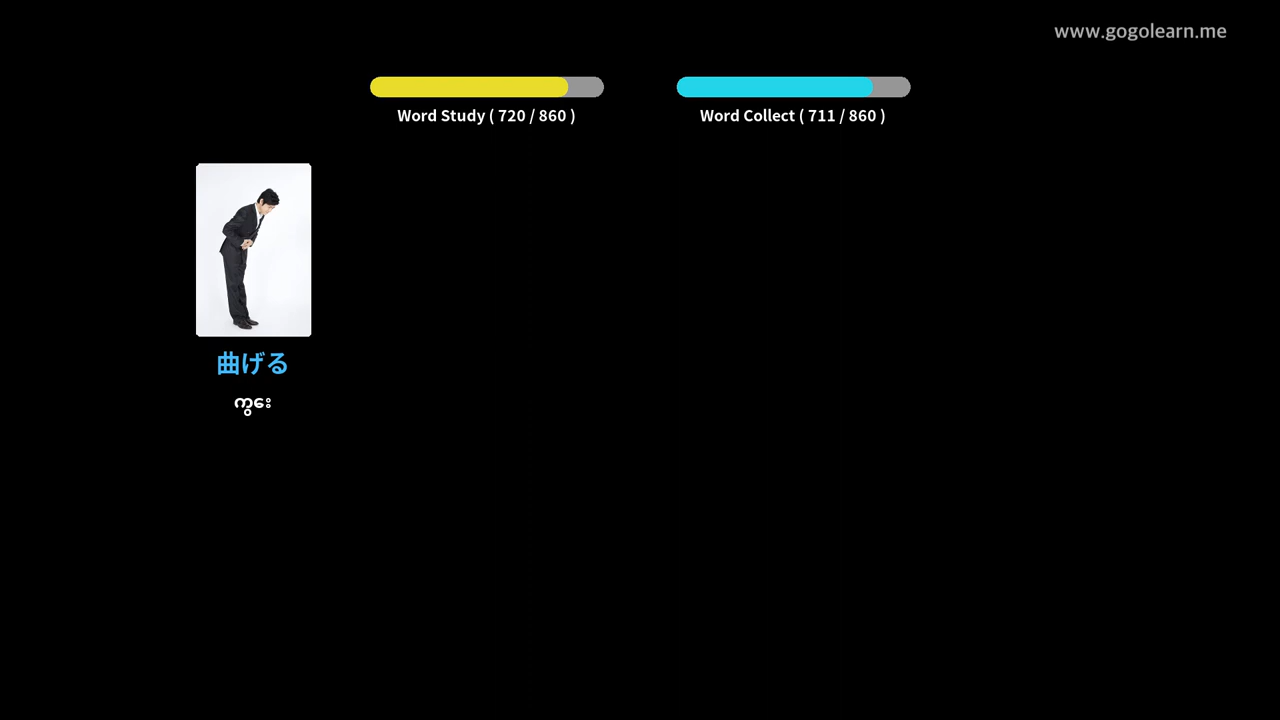 www.gogolearn.me
Word Study ( 720 / 860 )
Word Collect ( 711 / 860 )
曲げる
ကွေး